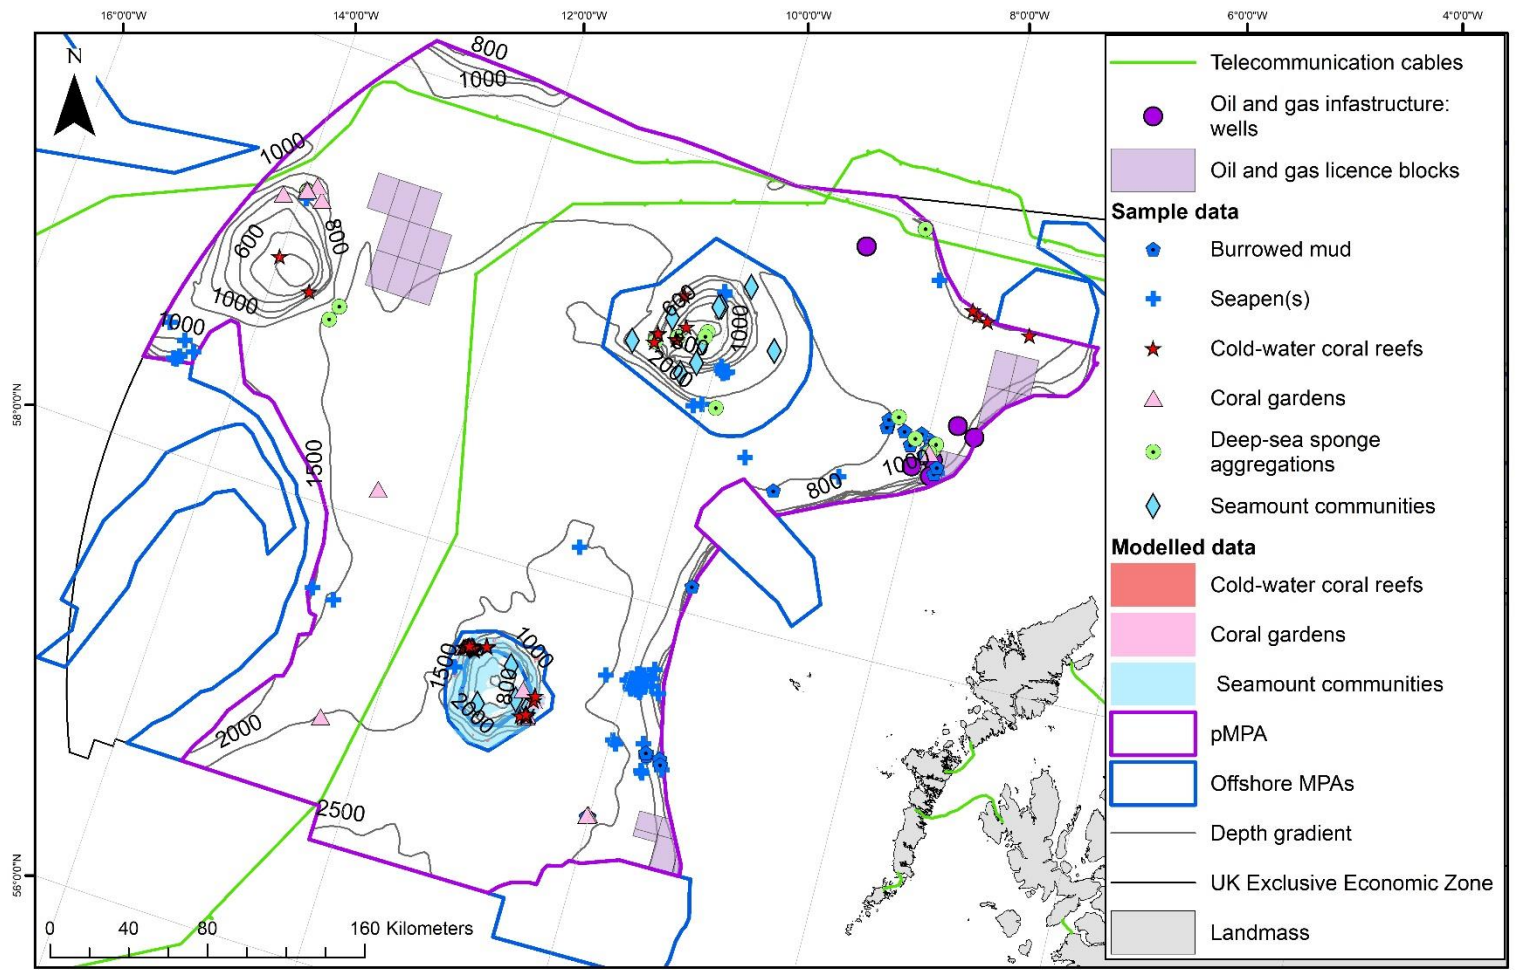 16°0'0"W 14°0'0"W 12°0'0"W 10°0'0"W 8°0'0"W 6°0'0"W 4°0'0"W
N
800
1000
1000
600
800
1000
1000
600
1000
800
2000
58°0'0"N
1500
1000
800
1000
1500
800
2000
2000
2500
56°0'0"N
0 40 80 160 Kilometers
Telecommunication cables
Oil and gas infastructure:
wells
Oil and gas licence blocks
Sample data
Burrowed mud
Seapen(s)
Cold-water coral reefs
Coral gardens
Deep-sea sponge
aggregations
Seamount communities
Modelled data
Cold-water coral reefs
Coral gardens
Seamount communities
pMPA
Offshore MPAs
Depth gradient
UK Exclusive Economic Zone
Landmass